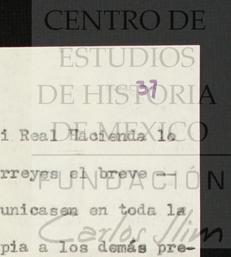 CENTRO DE
ESTUDIOS
DE HISTORIA
DE MEXICO
FUNDACIÓN
Carlos Slim
37
i Real Hacienda lo
rreyes el breve —
unicasen en toda la
pia a los demás pre-